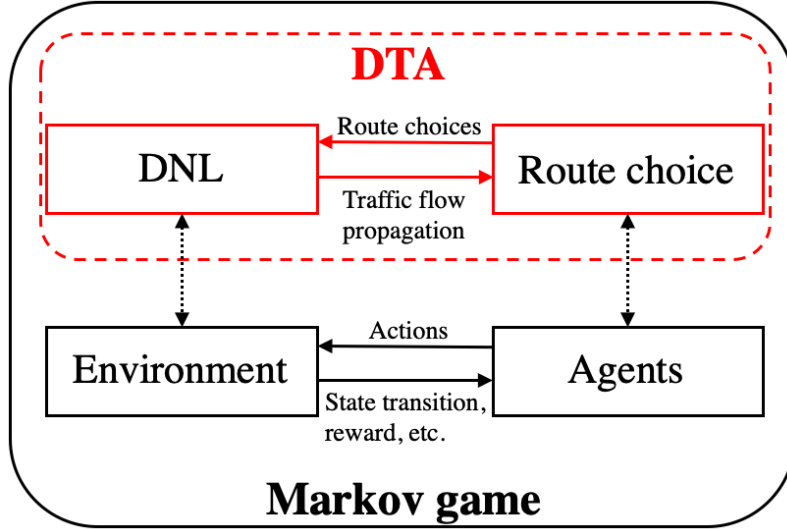 DTA
Route choices
DNL
Route choice
Traffic flow
propagation
Actions
Environment
Agents
State transition,
reward, etc.
Markov game